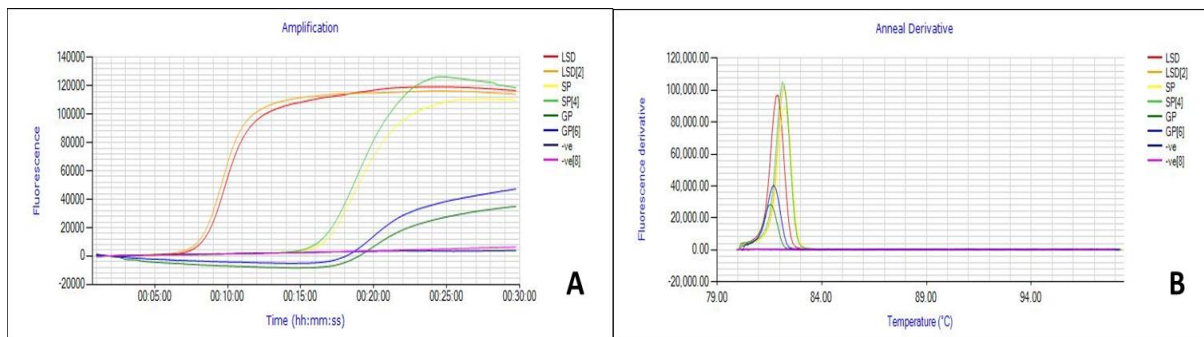 Amplification
Fluorescence
140000
120000
100000
80000
60000
40000
20000
0
-20000
00:05:00
00:10:00
00:15:00
00:20:00
00:25:00
00:30:00
Time (hh:mm:ss)
LSD
LSD[2]
SP
SP[4]
GP
GP[6]
-ve
-ve[8]
A
Anneal Derivative
Fluorescence derivative
120,000.00
100,000.00
80,000.00
60,000.00
40,000.00
20,000.00
0.00
-20,000.00
79.00
84.00
89.00
94.00
Temperature (°C)
LSD
LSD[2]
SP
SP[4]
GP
GP[6]
-ve
-ve[8]
B